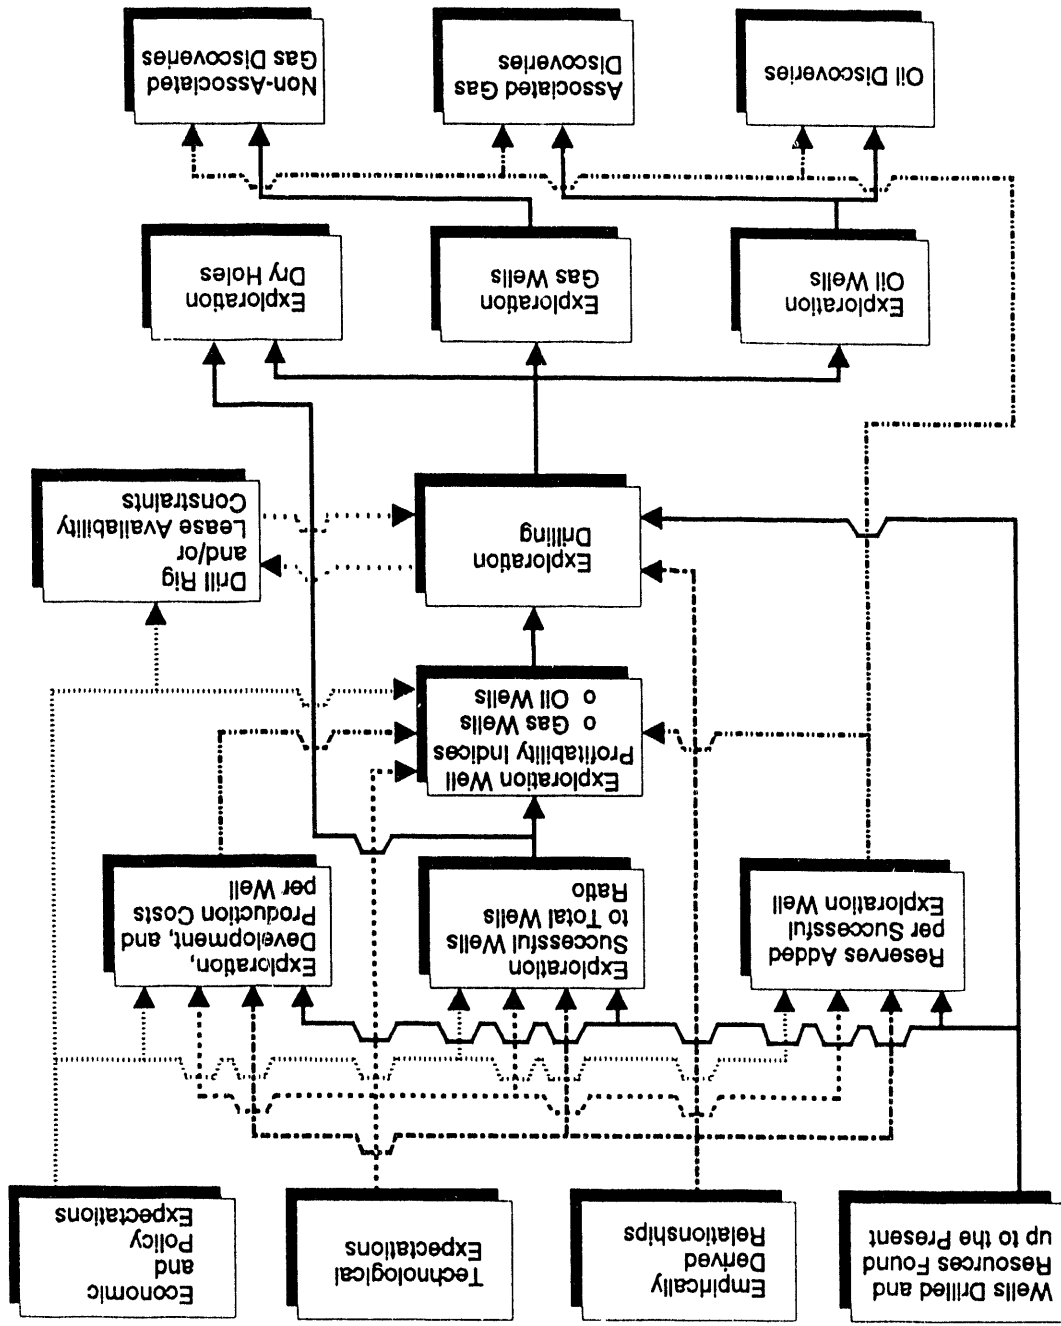 Wells Drilled and
Resources Found
up to the Present
Empirically
Derived
Relationships
Technological
Expectations
Economic
and
Policy
Expectations
Reserves Added
per Successful
Exploration Well
Exploration
Successful Wells
to Total Wells
Ratio
Exploration,
Development, and
Production Costs
per Well
Exploration Well
Profitability Indices
o Gas Wells
o Oil Wells
Exploration
Drilling
Drill Rig
and/or
Lease Availability
Constraints
Exploration
Oil Wells
Exploration
Gas Wells
Exploration
Dry Holes
Oil Discoveries
Associated Gas
Discoveries
Non-Associated
Gas Discoveries